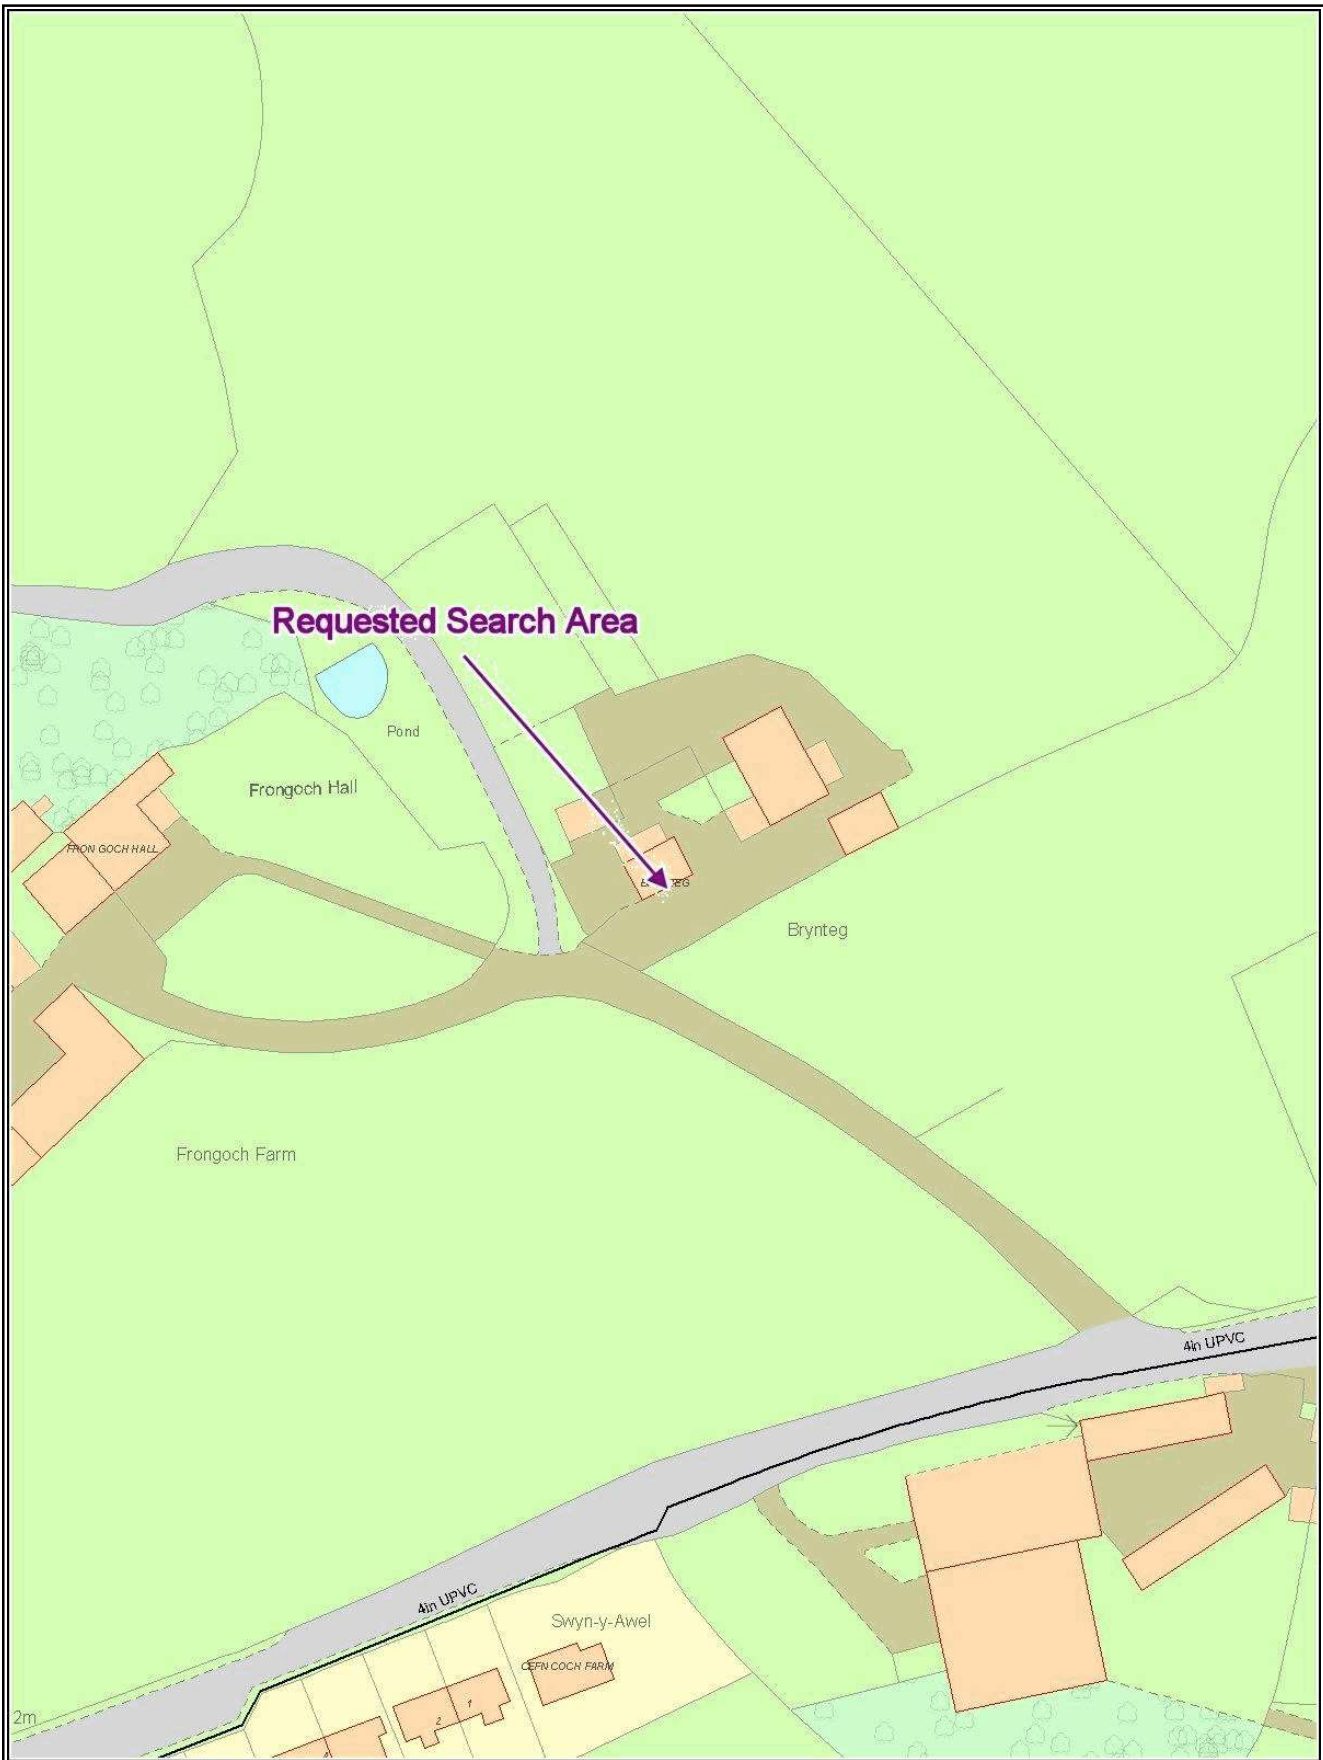 Requested Search Area
Pond
Frongoch Hall
FRON GOCH HALL
Brynteg
Frongoch Farm
4in UPVC
4in UPVC
Swyn-y-Awel
CEFN COCH FARM
1
2
2m